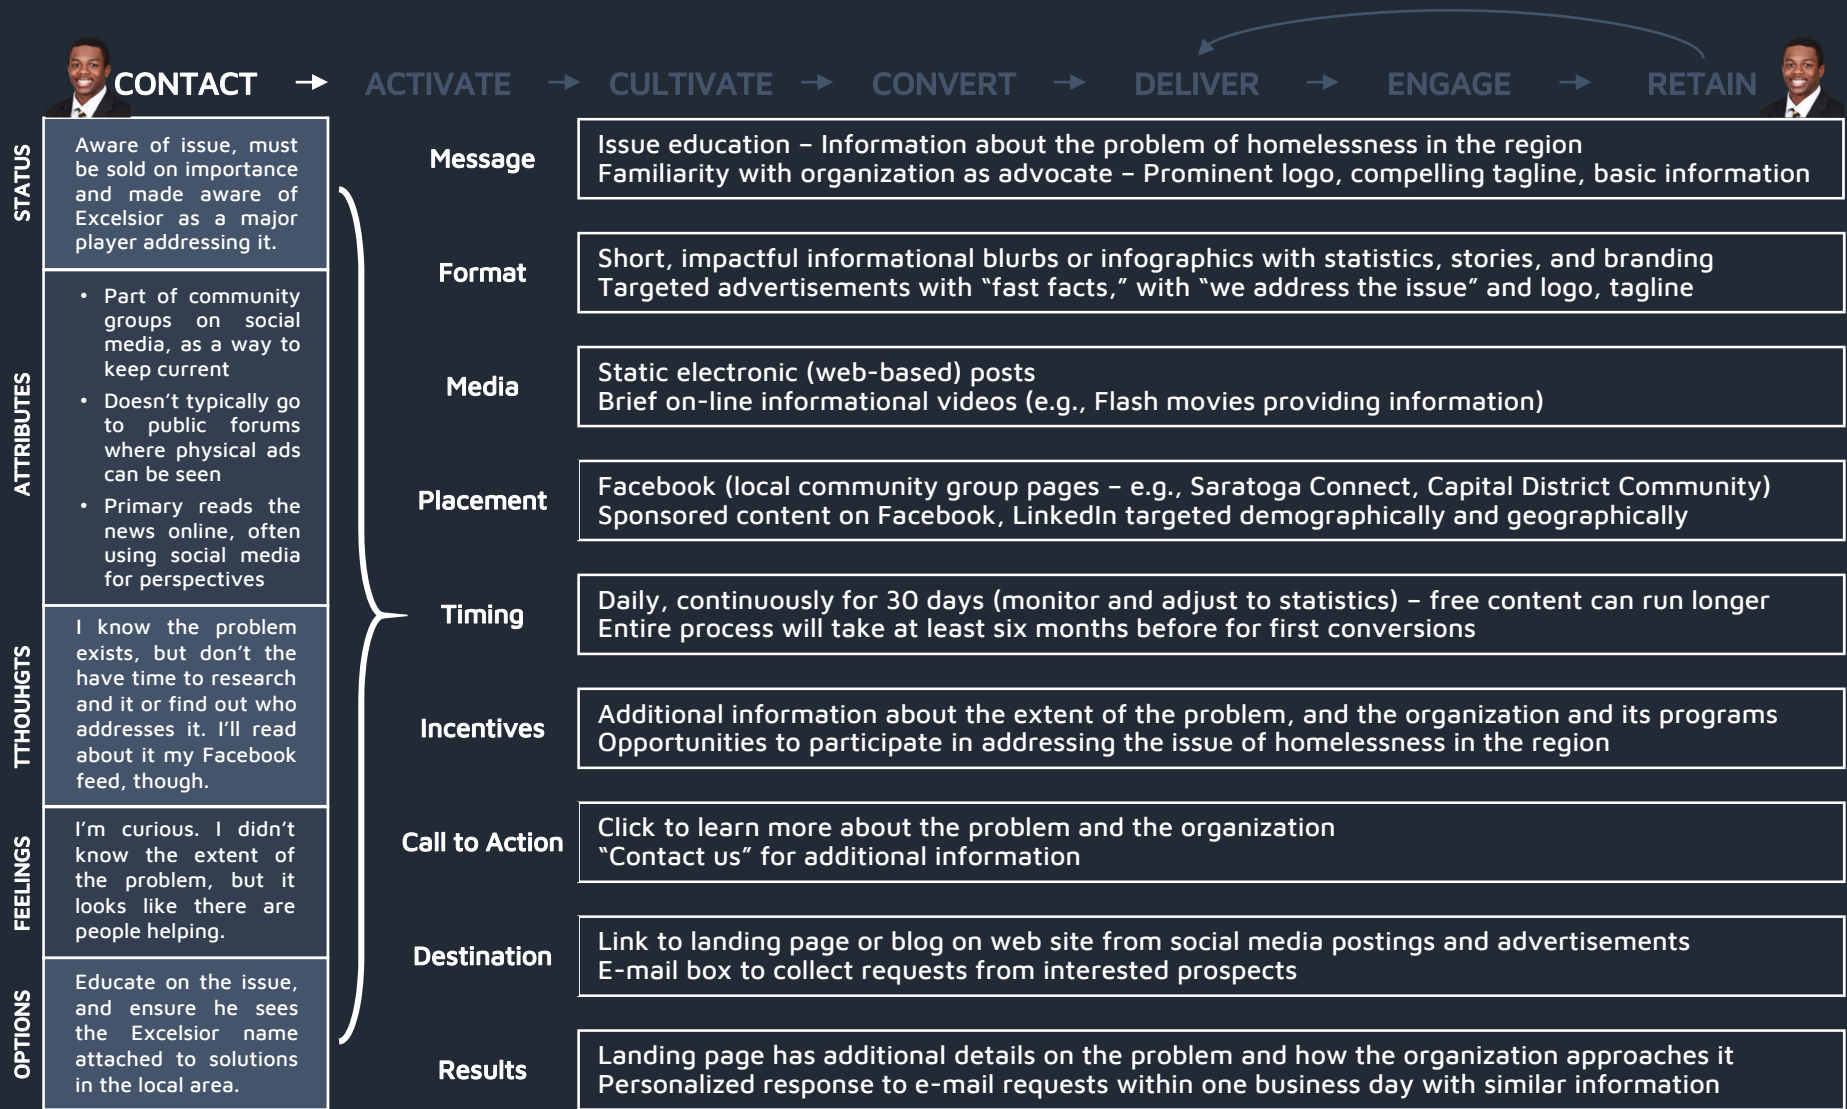 CONTACT
ACTIVATE
CULTIVATE
CONVERT
DELIVER
ENGAGE
RETAIN
STATUS
Aware of issue, must
be sold on importance
and made aware of
Excelsior as a major
player addressing it.
ATTRIBUTES
• Part of community
groups on social
media, as a way to
keep current
• Doesn't typically go
to public forums
where physical ads
can be seen
• Primary reads the
news online, often
using social media
for perspectives
TTHOUHGTS
I know the problem
exists, but don't the
have time to research
and it or find out who
addresses it. I'll read
about it my Facebook
feed, though.
FEELINGS
I'm curious. I didn't
know the extent of
the problem, but it
looks like there are
people helping.
OPTIONS
Educate on the issue,
and ensure he sees
the Excelsior name
attached to solutions
in the local area.
Message
Issue education – Information about the problem of homelessness in the region
Familiarity with organization as advocate – Prominent logo, compelling tagline, basic information
Format
Short, impactful informational blurbs or infographics with statistics, stories, and branding
Targeted advertisements with “fast facts,” with “we address the issue” and logo, tagline
Media
Static electronic (web-based) posts
Brief on-line informational videos (e.g., Flash movies providing information)
Placement
Facebook (local community group pages – e.g., Saratoga Connect, Capital District Community)
Sponsored content on Facebook, LinkedIn targeted demographically and geographically
Timing
Daily, continuously for 30 days (monitor and adjust to statistics) – free content can run longer
Entire process will take at least six months before for first conversions
Incentives
Additional information about the extent of the problem, and the organization and its programs
Opportunities to participate in addressing the issue of homelessness in the region
Call to Action
Click to learn more about the problem and the organization
“Contact us” for additional information
Destination
Link to landing page or blog on web site from social media postings and advertisements
E-mail box to collect requests from interested prospects
Results
Landing page has additional details on the problem and how the organization approaches it
Personalized response to e-mail requests within one business day with similar information